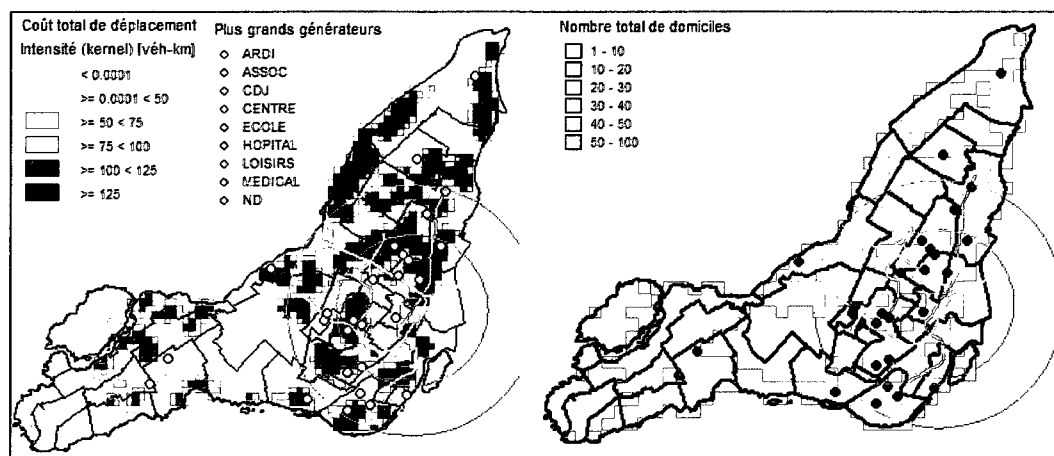 Coût total de déplacement
Intensité (kernel) [véh-km]
< 0.0001
>= 0.0001 < 50
>= 50 < 75
>= 75 < 100
>= 100 < 125
>= 125
Plus grands générateurs
ARDI
ASSOC
CDJ
CENTRE
ECOLE
HOPITAL
LOISIRS
MEDICAL
ND
Nombre total de domiciles
1 - 10
10 - 20
20 - 30
30 - 40
40 - 50
50 - 100